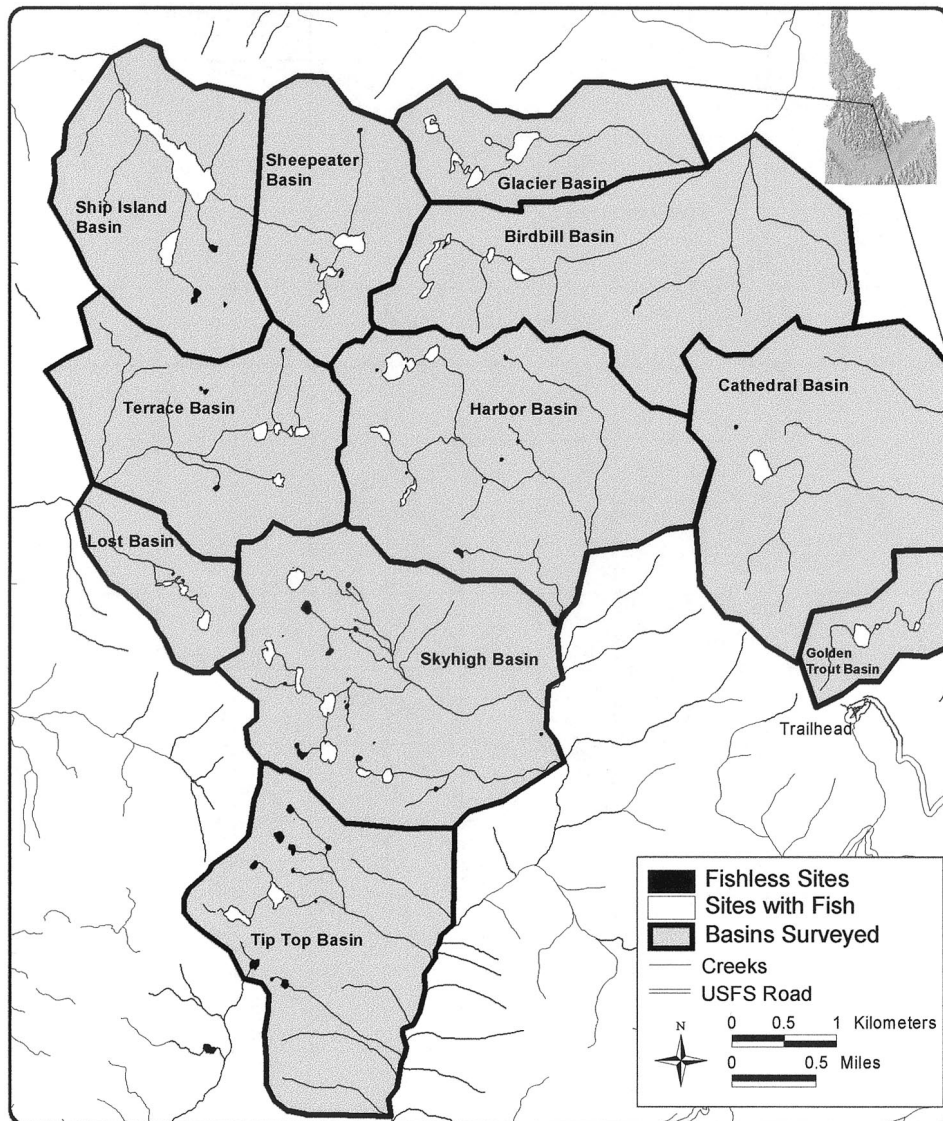 Sheepeater
Basin
Glacier Basin
Ship Island
Basin
Birdbill Basin
Cathedral Basin
Terrace Basin
Harbor Basin
Lost Basin
Skyhigh Basin
Golden
Trout Basin
Trailhead
Tip Top Basin
Fishless Sites
Sites with Fish
Basins Surveyed
Creeks
USFS Road
N
0 0.5 1 Kilometers
0 0.5 Miles